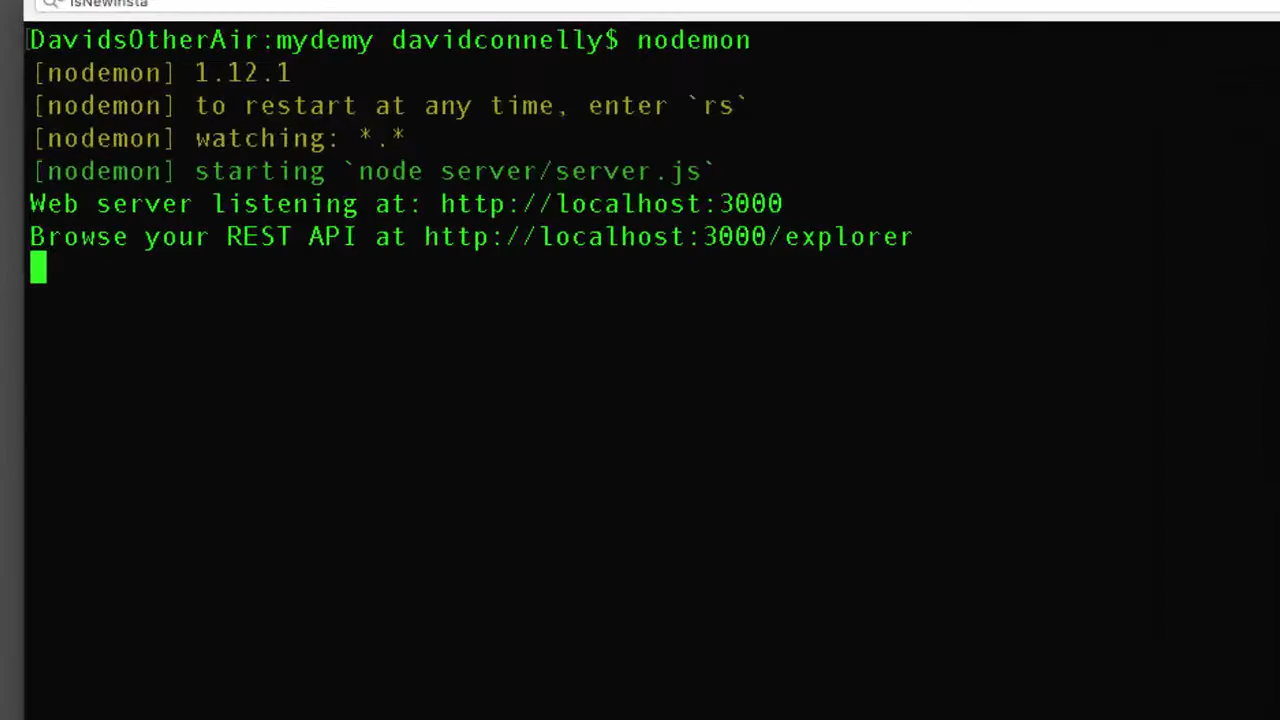 isNewInsta
DavidsOtherAir:mydemy davidconnelly$ nodemon
[nodemon] 1.12.1
[nodemon] to restart at any time, enter `rs`
[nodemon] watching: *.*
[nodemon] starting `node server/server.js`
Web server listening at: http://localhost:3000
Browse your REST API at http://localhost:3000/explorer